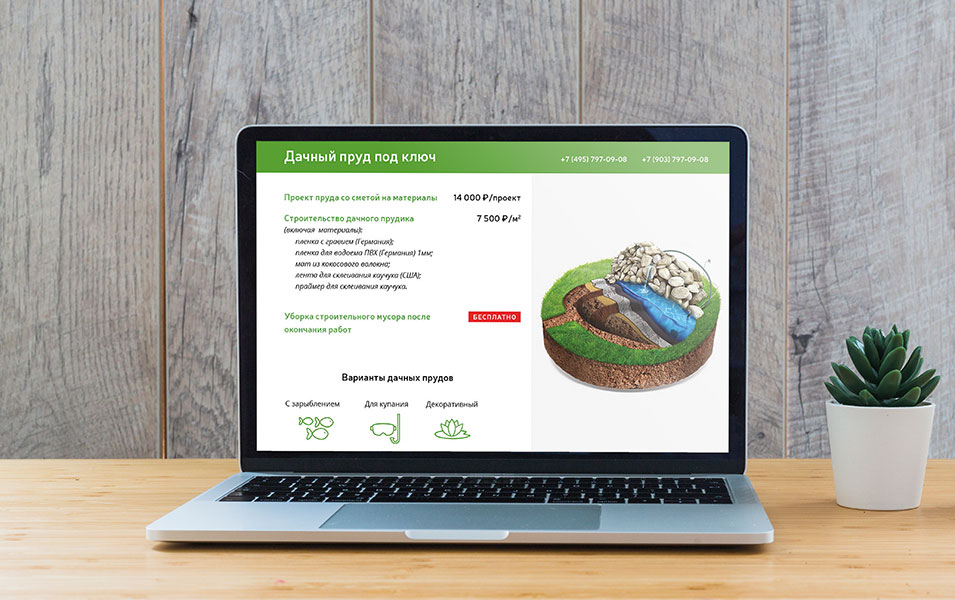 Дачный пруд под ключ
+7 (495) 797-09-08 +7 (903) 797-09-08
Проект пруда со сметой на материалы 14 000 ₽/проект
Строительство дачного прудика 7 500 ₽/м²
(включая материалы):
пленка с гравием (Германия);
пленка для водоема ПВХ (Германия) 1мм;
мат из кокосового волокна;
лента для склеивания каучука (США);
праймер для склеивания каучука.
Уборка строительного мусора после БЕСПЛАТНО
окончания работ
Варианты дачных прудов
С зарыблением Для купания Декоративный